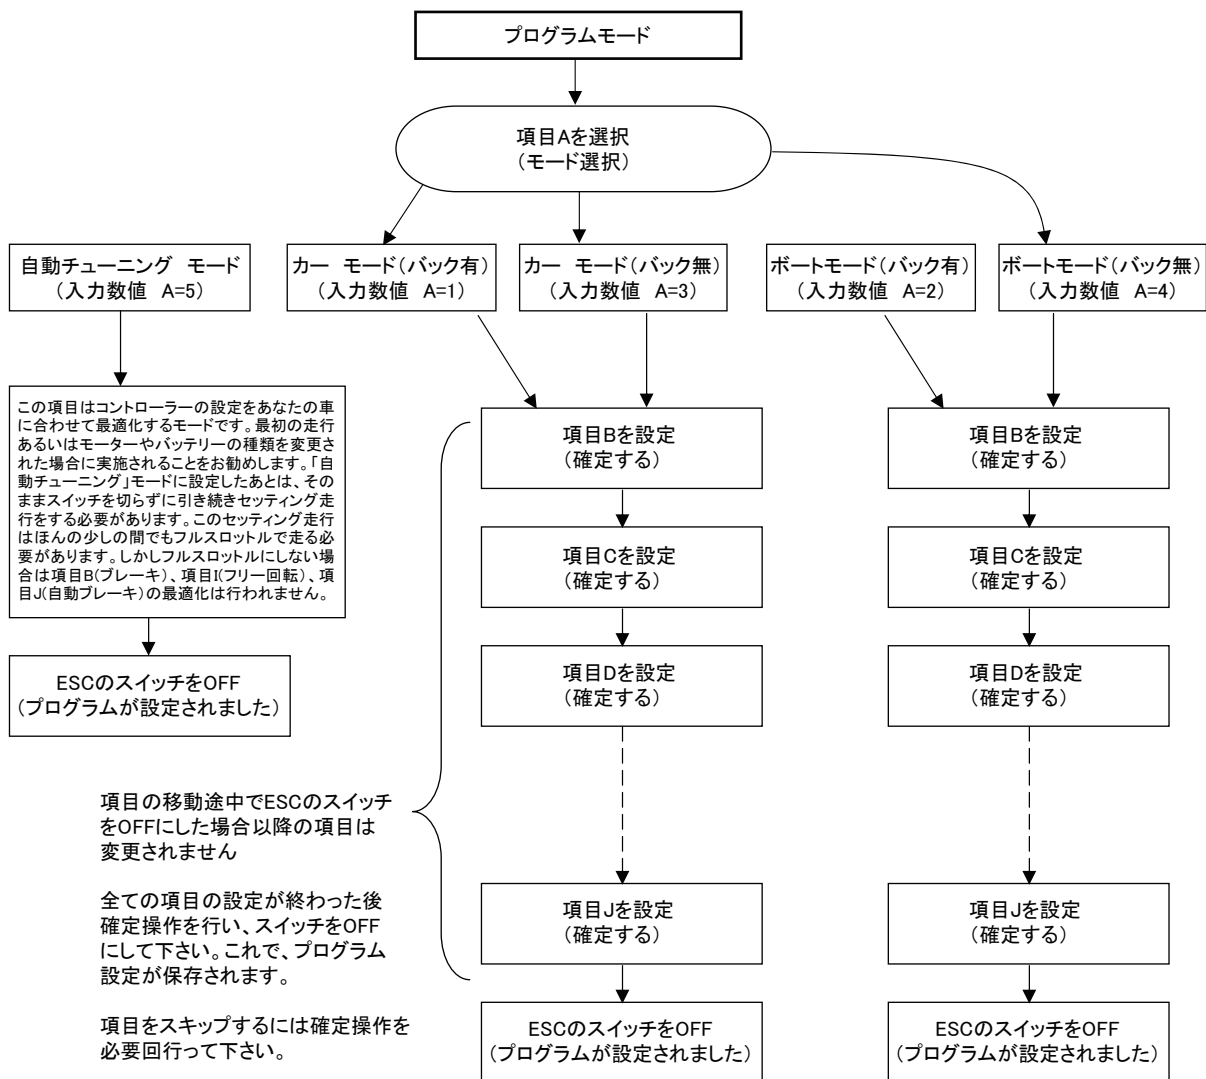 プログラムモード
項目Aを選択
(モード選択)
自動チューニング モード
(入力数値 A=5)
カー モード(バック有)
(入力数値 A=1)
カー モード(バック無)
(入力数値 A=3)
ボートモード(バック有)
(入力数値 A=2)
ボートモード(バック無)
(入力数値 A=4)
この項目はコントローラーの設定をあなたの車
に合わせて最適化するモードです。最初の走行
あるいはモーターやバッテリーの種類を変更さ
れた場合に実施されることをお勧めします。「自
動チューニング」モードに設定したあとは、その
ままスイッチを切らずに引き続きセッティング走
行をする必要があります。このセッティング走行
はほんの少しの間でもフルスロットルで走る必
要があります。しかしフルスロットルにしない場
合は項目B(ブレーキ)、項目I(フリー回転)、項
目J(自動ブレーキ)の最適化は行われません。
ESCのスイッチをOFF
(プログラムが設定されました)
項目の移動途中でESCのスイッチ
をOFFにした場合以降の項目は
変更されません
全ての項目の設定が終わった後
確定操作を行い、スイッチをOFF
にして下さい。これで、プログラム
設定が保存されます。
項目をスキップするには確定操作を
必要回行って下さい。
項目Bを設定
(確定する)
項目Cを設定
(確定する)
項目Dを設定
(確定する)
項目Jを設定
(確定する)
ESCのスイッチをOFF
(プログラムが設定されました)
項目Bを設定
(確定する)
項目Cを設定
(確定する)
項目Dを設定
(確定する)
項目Jを設定
(確定する)
ESCのスイッチをOFF
(プログラムが設定されました)